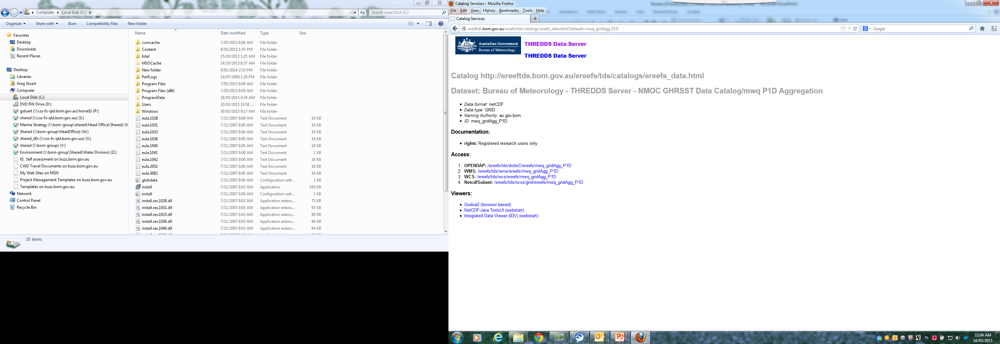 Computer ▸ Local Disk (C:) ▸
Search Local Disk (C:)
Organize Share with Burn Compatibility files New folder
Favorites
Desktop
Downloads
Recent Places
Desktop
Libraries
Greg Stuart
Computer
Local Disk (C:)
DVD RW Drive (D:)
gstuart (\\css-fs-qld.bom.gov.au\home$) (P:)
shared (\\css-fs-qld.bom.gov.au) (S:)
Marine Strategy (\\bom-group\shared\Head Office\Shared) (V
Shared (\\bom-group\HeadOffice) (W:)
shared_dfs (\\css-fs-qld.bom.gov.au) (X:)
shared (\\bom-group) (Y:)
Environment (\\bom-group\Shared\Water Division) (Z:)
01. Self assessment on buzz.bom.gov.au
CWD Travel Documents on buzz.bom.gov.au
My Web Sites on MSN
Project Management Templates on buzz.bom.gov.au
Templates on buzz.bom.gov.au
Network
Control Panel
Recycle Bin
Name Date modified Type Size
ccmcache 7/05/2015 8:06 AM File folder
Content 8/05/2015 1:55 PM File folder
Intel 15/10/2013 1:25 AM File folder
MSOCache 14/10/2013 8:37 AM File folder
New folder 9/01/2014 2:33 PM File folder
PerfLogs 14/07/2009 1:20 PM File folder
Program Files 7/05/2015 8:09 AM File folder
Program Files (x86) 7/05/2015 8:09 AM File folder
ProgramData 18/05/2015 9:34 AM File folder
Users 20/02/2015 10:58 ... File folder
Windows 30/03/2015 9:17 AM File folder
eula.1028 7/11/2007 8:00 AM Text Document 18 KB
eula.1031 7/11/2007 8:00 AM Text Document 18 KB
eula.1033 7/11/2007 8:00 AM Text Document 10 KB
eula.1036 7/11/2007 8:00 AM Text Document 18 KB
eula.1040 7/11/2007 8:00 AM Text Document 18 KB
eula.1041 7/11/2007 8:00 AM Text Document 1 KB
eula.1042 7/11/2007 8:00 AM Text Document 18 KB
eula.2052 7/11/2007 8:00 AM Text Document 18 KB
eula.3082 7/11/2007 8:00 AM Text Document 18 KB
globdata 7/11/2007 8:00 AM Configuration sett... 2 KB
install 7/11/2007 8:03 AM Application 550 KB
install 7/11/2007 8:00 AM Configuration sett... 1 KB
install.res.1028.dll 7/11/2007 8:03 AM Application extens... 75 KB
install.res.1031.dll 7/11/2007 8:03 AM Application extens... 95 KB
install.res.1033.dll 7/11/2007 8:03 AM Application extens... 90 KB
install.res.1036.dll 7/11/2007 8:03 AM Application extens... 96 KB
install.res.1040.dll 7/11/2007 8:03 AM Application extens... 94 KB
35 items
Catalog Services - Mozilla Firefox
File Edit View History Bookmarks Tools Help
Catalog Services
ereeftds.bom.gov.au/ereefs/tds/catalogs/ereefs_data.html?dataset=mwq_gridAgg_P1D
Google
Australian Government
Bureau of Meteorology
THREDDS Data Server
THREDDS Data Server
Catalog http://ereeftds.bom.gov.au/ereefs/tds/catalogs/ereefs_data.html
Dataset: Bureau of Meteorology - THREDDS Server - NMOC GHRSST Data Catalog/mwq P1D Aggregation
• Data format: netCDF
• Data type: GRID
• Naming Authority: au.gov.bom
• ID: mwq_gridAgg_P1D
Documentation:
• rights: Registered research users only
Access:
1. OPENDAP: /ereefs/tds/dodsC/ereefs/mwq_gridAgg_P1D
2. WMS: /ereefs/tds/wms/ereefs/mwq_gridAgg_P1D
3. WCS: /ereefs/tds/wcs/ereefs/mwq_gridAgg_P1D
4. NetcdfSubset: /ereefs/tds/ncss/grid/ereefs/mwq_gridAgg_P1D
Viewers:
• Godiva2 (browser-based)
• NetCDF-Java ToolsUI (webstart)
• Integrated Data Viewer (IDV) (webstart)
11:04 AM
18/05/2015